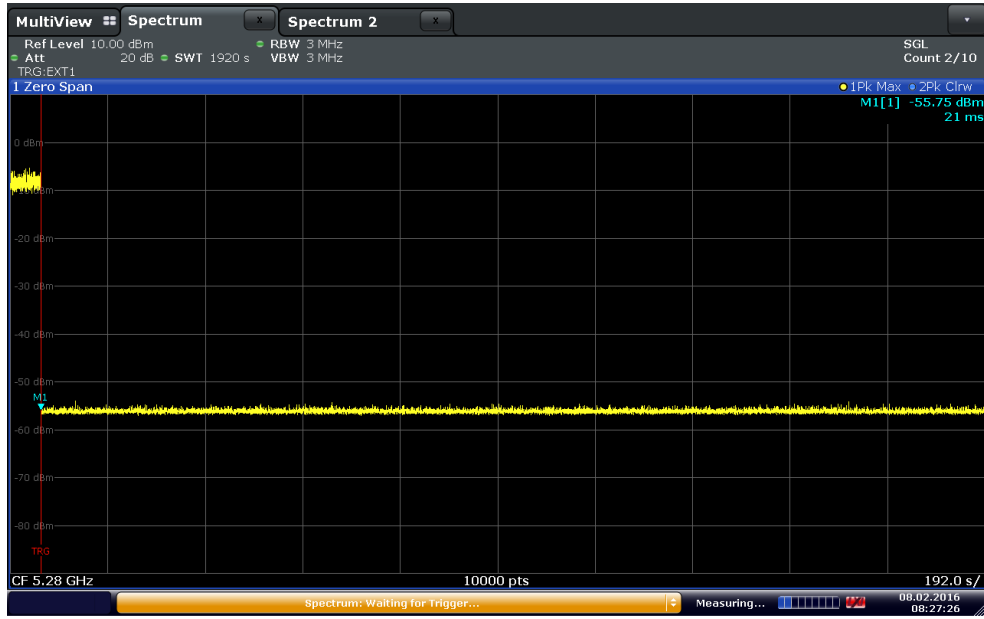 MultiView Spectrum x Spectrum 2 x
Ref Level 10.00 dBm RBW 3 MHz SGL
Att 20 dB SWT 1920 s VBW 3 MHz Count 2/10
TRG:EXT1
1 Zero Span 1Pk Max 2Pk Clrw
M1[1] -55.75 dBm
21 ms
0 dBm
-20 dBm
-30 dBm
-40 dBm
-50 dBm
M1
-60 dBm
-70 dBm
-80 dBm
TRG
CF 5.28 GHz 10000 pts 192.0 s/
Spectrum: Waiting for Trigger... Measuring... 08.02.2016
08:27:26